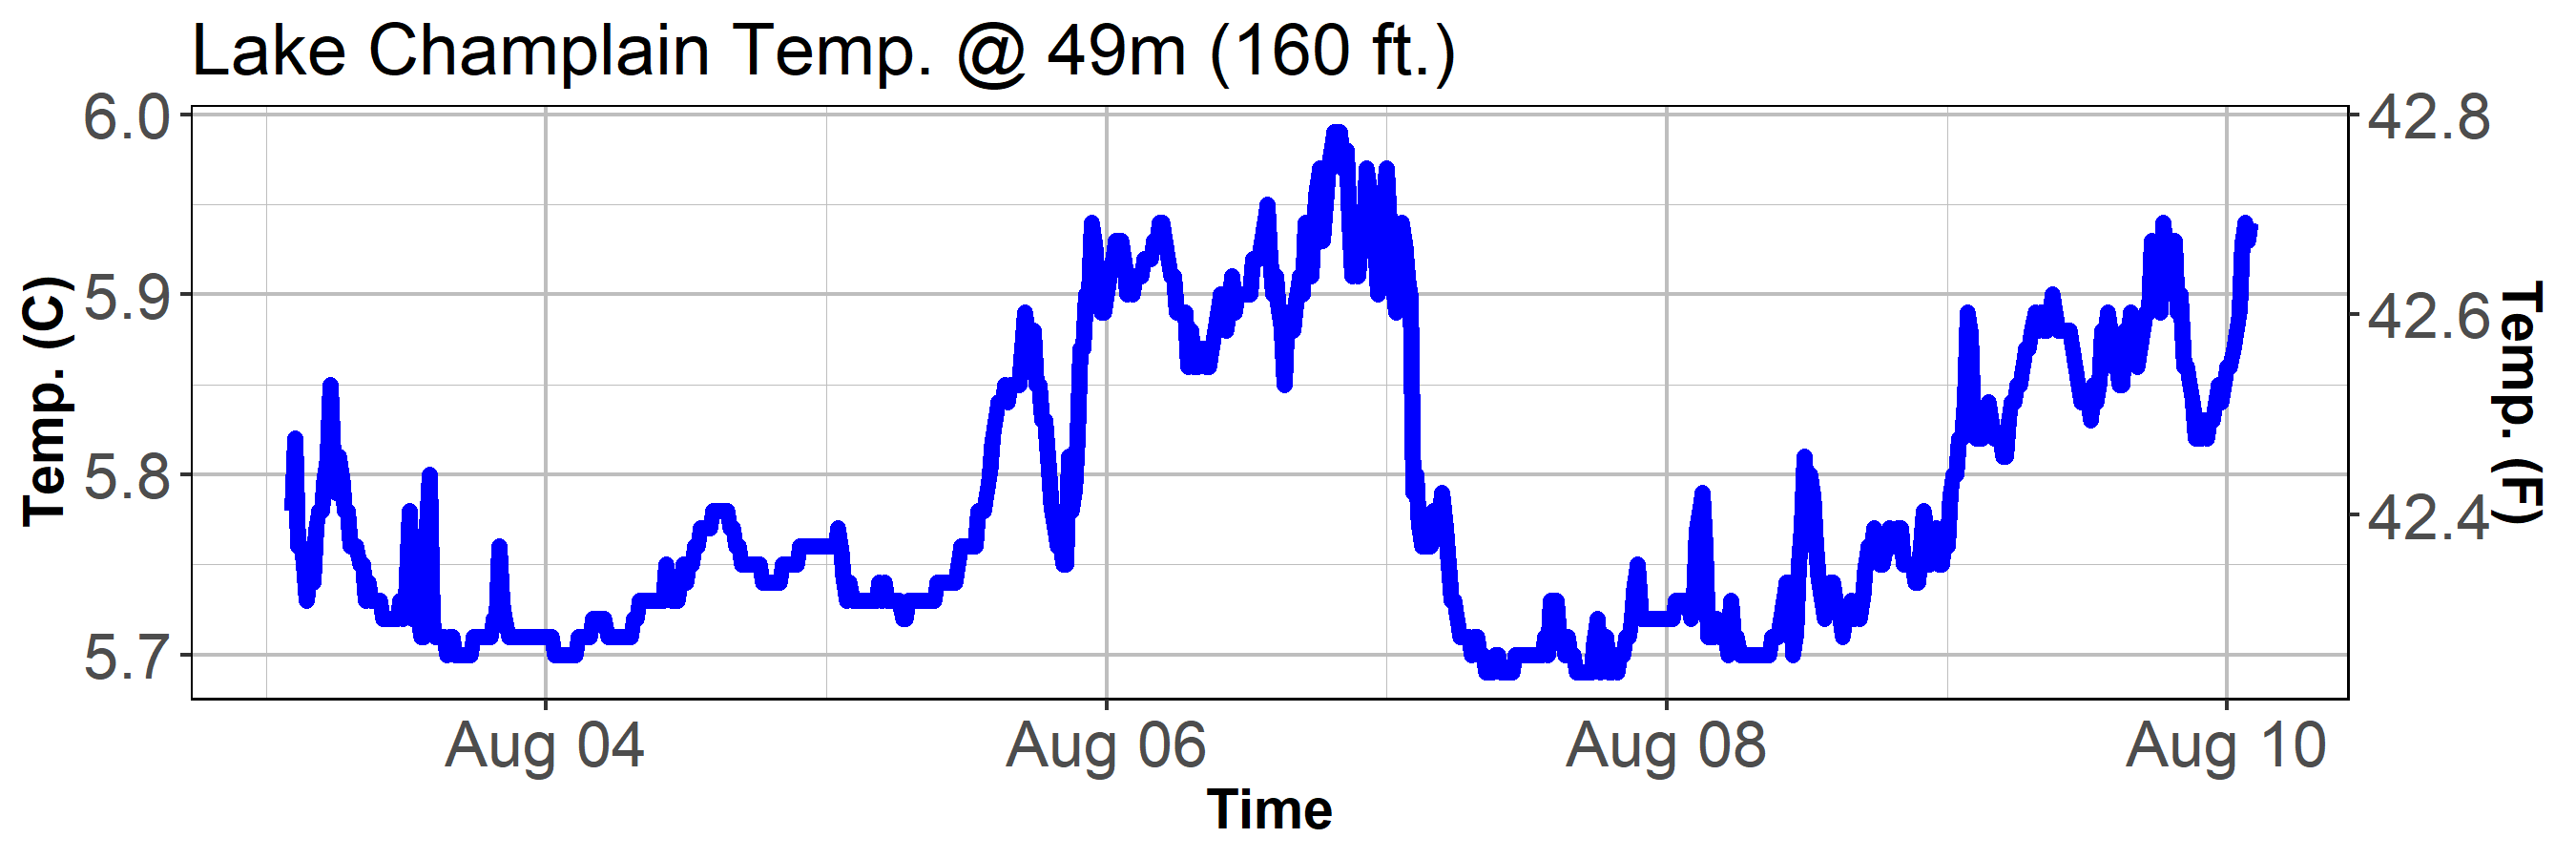 Lake Champlain Temp. @ 49m (160 ft.)
6.0
5.9
5.8
5.7
Temp. (C)
42.8
42.6
42.4
Temp. (F)
Aug 04
Aug 06
Aug 08
Aug 10
Time